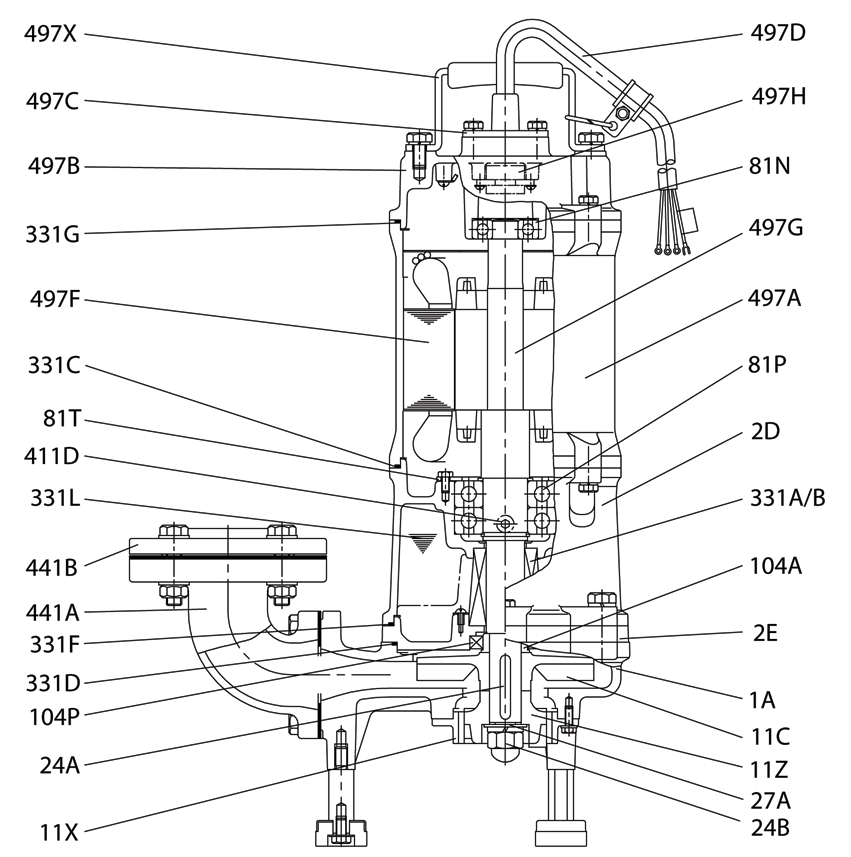 497X
497C
497B
331G
497F
331C
81T
411D
331L
441B
441A
331F
331D
104P
24A
11X
497D
497H
81N
497G
497A
81P
2D
331A/B
104A
2E
1A
11C
11Z
27A
24B